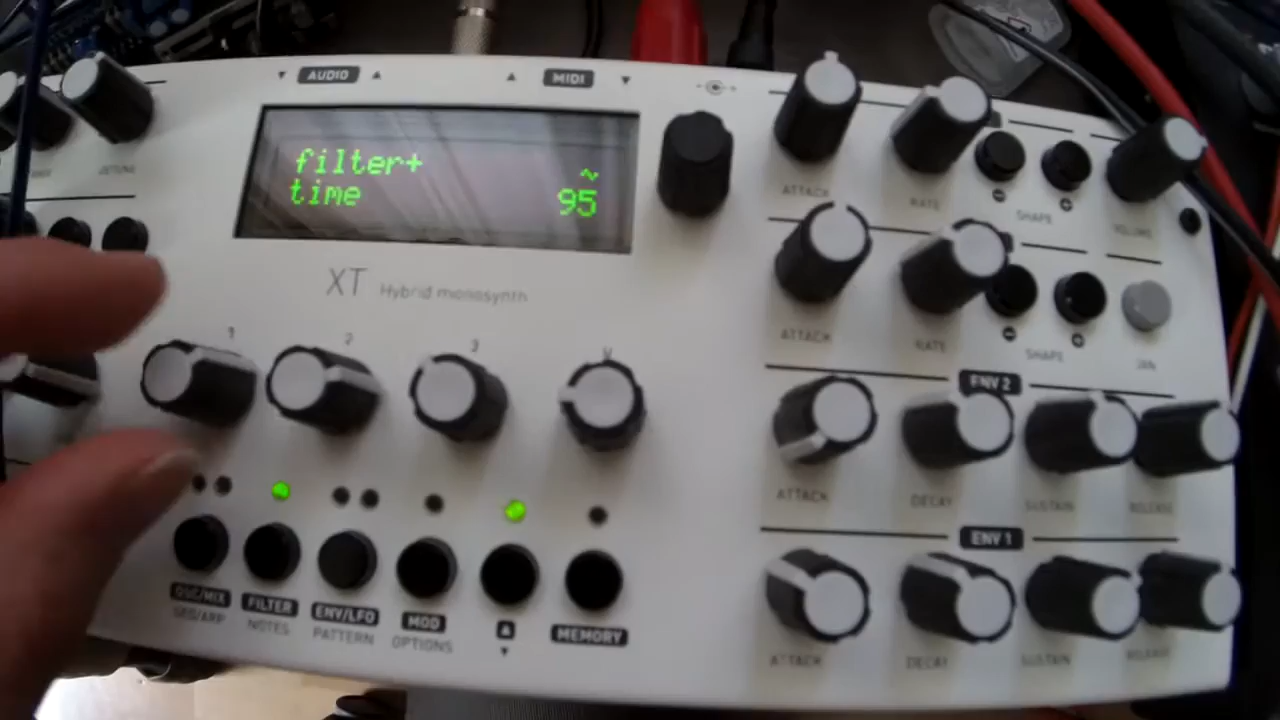 AUDIO
MIDI
filter+
time ~ 95
XT Hybrid monosynth
1 2 3 V
DETUNE
ATTACK RATE SHAPE VOLUME
ATTACK RATE SHAPE
ENV 2
ATTACK DECAY SUSTAIN RELEASE
ENV 1
ATTACK DECAY SUSTAIN RELEASE
OSC/MIX FILTER ENV/LFO MOD MEMORY
SEQ/ARP NOTES PATTERN OPTIONS